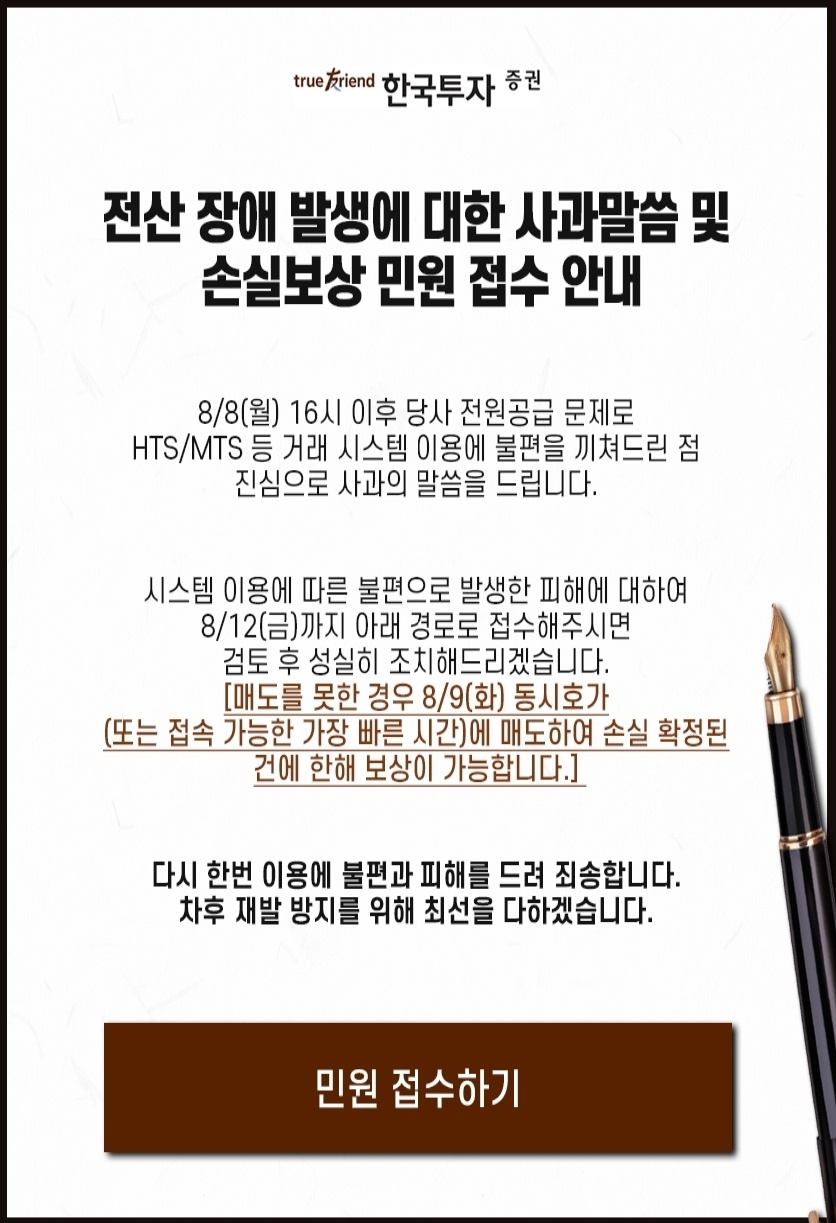 true友riend 한국투자 증권
전산 장애 발생에 대한 사과말씀 및
손실보상 민원 접수 안내
8/8(월) 16시 이후 당사 전원공급 문제로
HTS/MTS 등 거래 시스템 이용에 불편을 끼쳐드린 점
진심으로 사과의 말씀을 드립니다.
시스템 이용에 따른 불편으로 발생한 피해에 대하여
8/12(금)까지 아래 경로로 접수해주시면
검토 후 성실히 조치해드리겠습니다.
[매도를 못한 경우 8/9(화) 동시호가
(또는 접속 가능한 가장 빠른 시간)에 매도하여 손실 확정된
건에 한해 보상이 가능합니다.]
다시 한번 이용에 불편과 피해를 드려 죄송합니다.
차후 재발 방지를 위해 최선을 다하겠습니다.
민원 접수하기